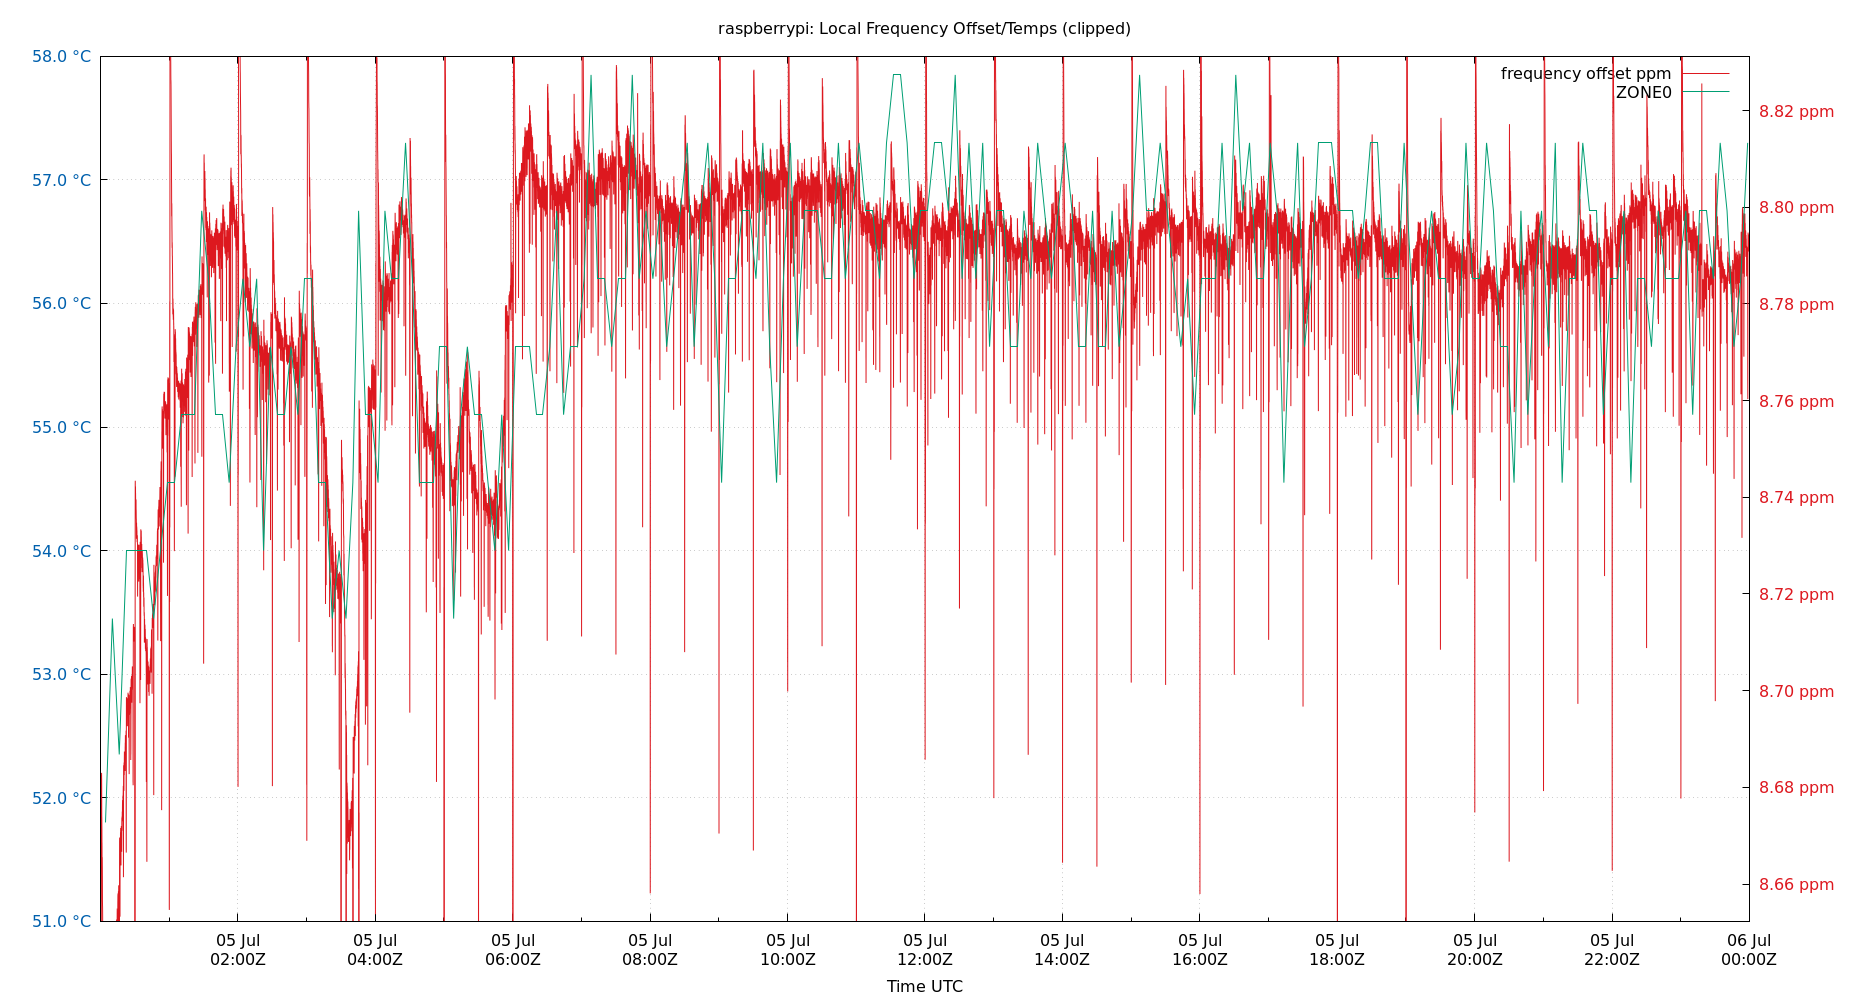 raspberrypi: Local Frequency Offset/Temps (clipped)
frequency offset ppm
ZONE0
58.0 °C
57.0 °C
56.0 °C
55.0 °C
54.0 °C
53.0 °C
52.0 °C
51.0 °C
8.82 ppm
8.80 ppm
8.78 ppm
8.76 ppm
8.74 ppm
8.72 ppm
8.70 ppm
8.68 ppm
8.66 ppm
05 Jul 05 Jul 05 Jul 05 Jul 05 Jul 05 Jul 05 Jul 05 Jul 05 Jul 05 Jul 05 Jul 06 Jul
02:00Z 04:00Z 06:00Z 08:00Z 10:00Z 12:00Z 14:00Z 16:00Z 18:00Z 20:00Z 22:00Z 00:00Z
Time UTC